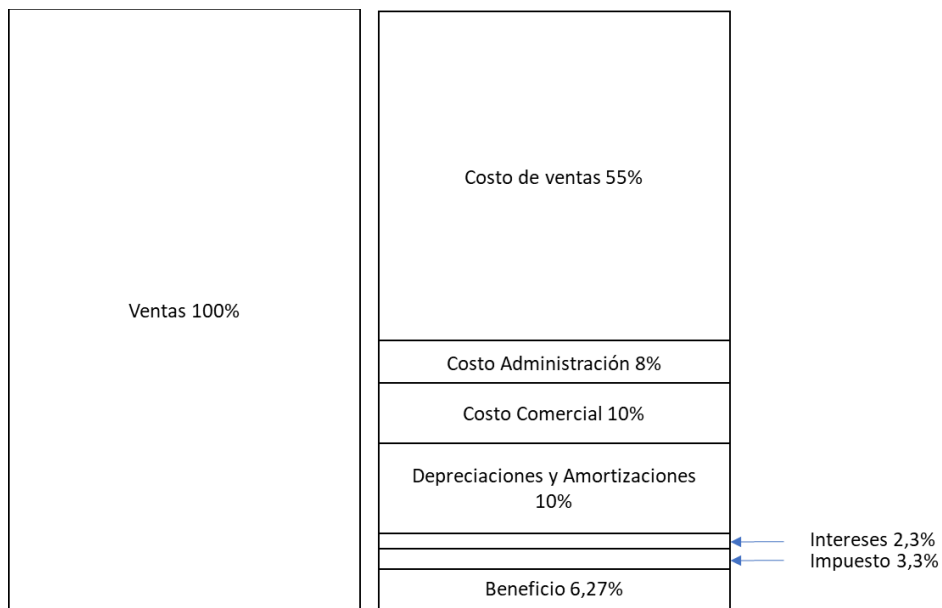 Ventas 100%
Costo de ventas 55%
Costo Administración 8%
Costo Comercial 10%
Depreciaciones y Amortizaciones
10%
Intereses 2,3%
Impuesto 3,3%
Beneficio 6,27%